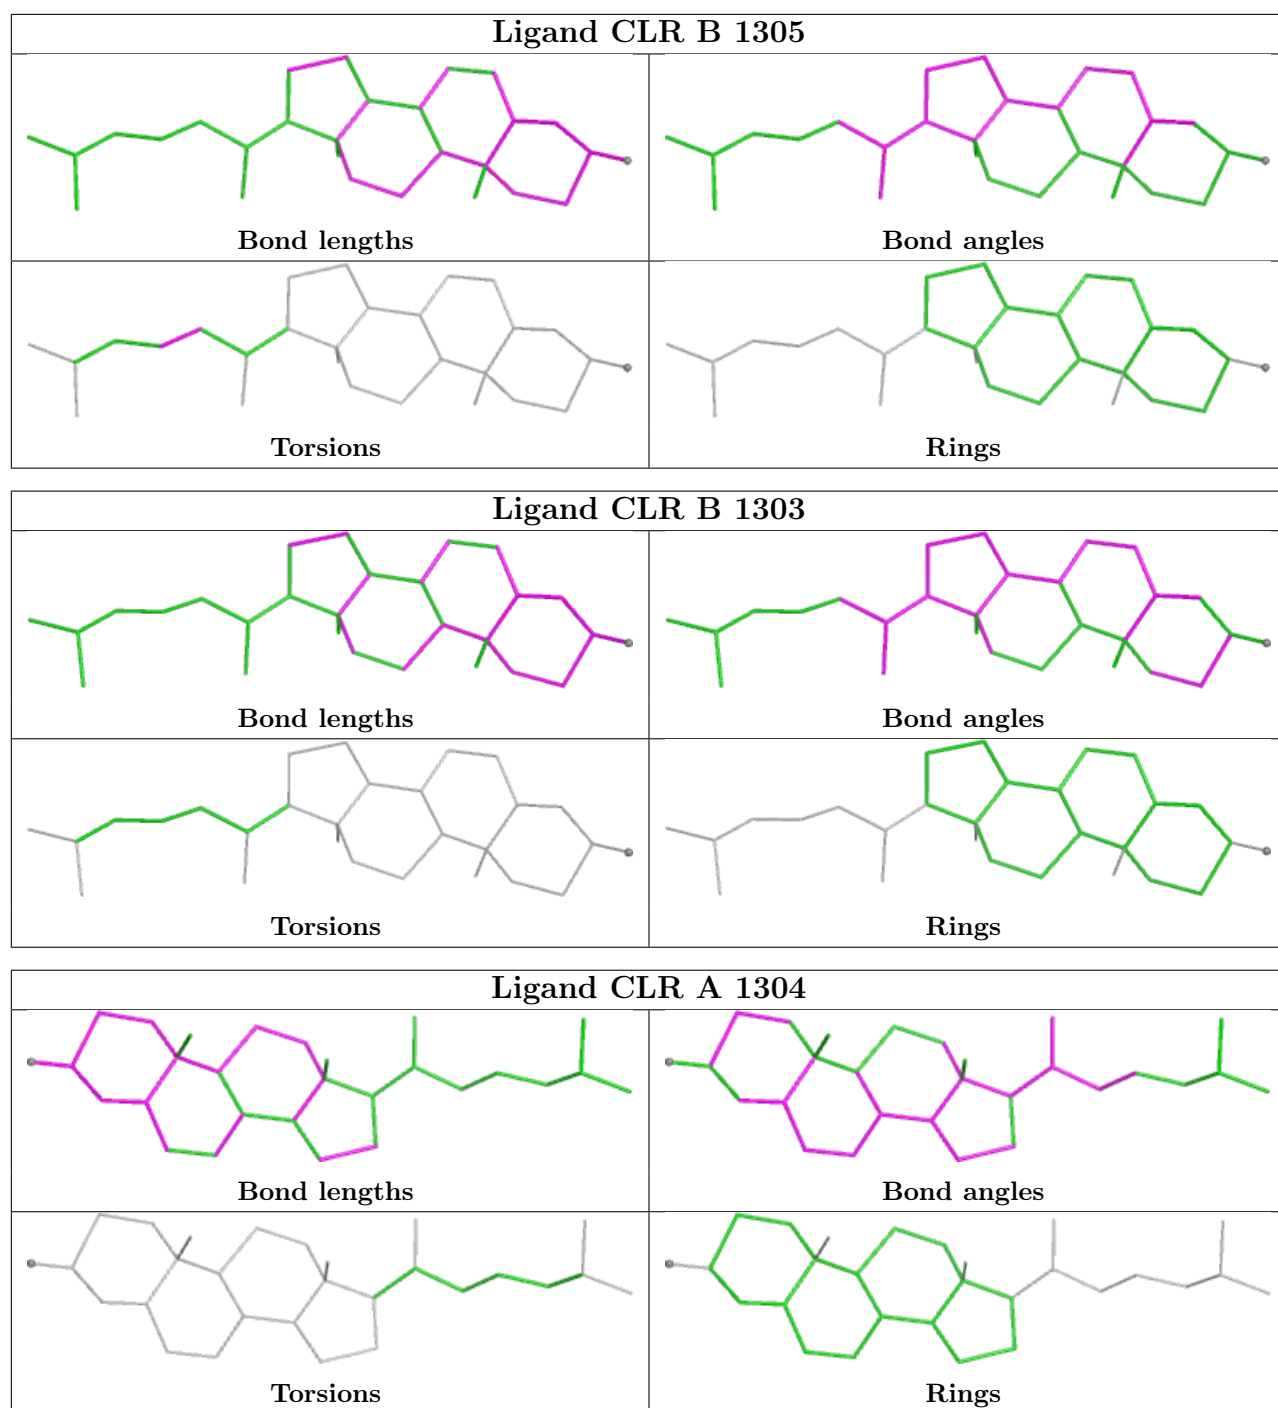 Ligand CLR B 1305
Bond lengths
Bond angles
Torsions
Rings
Ligand CLR B 1303
Bond lengths
Bond angles
Torsions
Rings
Ligand CLR A 1304
Bond lengths
Bond angles
Torsions
Rings